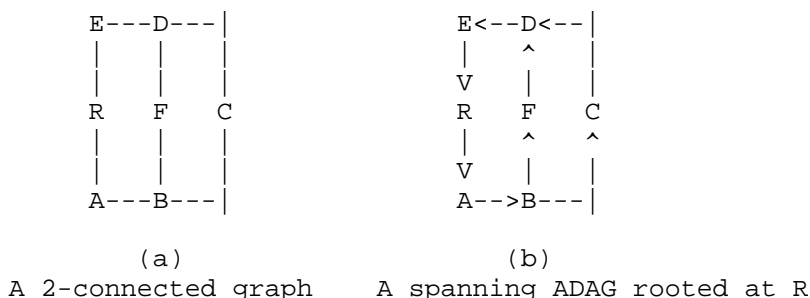 E---D---| E<--D<--|
| | | | ^ |
| | | V | |
R F C R F C
| | | | ^ ^
| | | V | |
A---B---| A-->B---|
(a) (b)
A 2-connected graph A spanning ADAG rooted at R